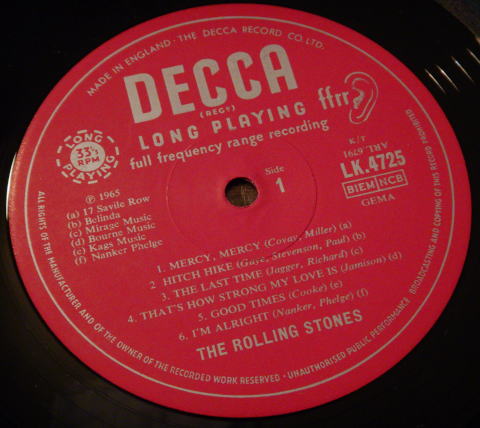 MADE IN ENGLAND · THE DECCA RECORD CO. LTD.
DECCA
(REGD)
LONG PLAYING
ffrr
full frequency range recording
LONG
33⅓
RPM
PLAYING
K/T
ARL.6791
LK.4725
BIEM NCB
GEMA
Side
1
℗ 1965
(a) 17 Savile Row
(b) Belinda
(c) Mirage Music
(d) Bourne Music
(e) Kags Music
(f) Nanker Phelge
1. MERCY, MERCY (Covay, Miller) (a)
2 HITCH HIKE (Gaye, Stevenson, Paul) (b)
3. THE LAST TIME (Jagger, Richard) (c)
4. THAT'S HOW STRONG MY LOVE IS (Jamison) (d)
5. GOOD TIMES (Cooke) (e)
6. I'M ALRIGHT (Nanker, Phelge) (f)
THE ROLLING STONES
ALL RIGHTS OF THE MANUFACTURER AND OF THE OWNER OF THE RECORDED WORK RESERVED · UNAUTHORISED PUBLIC PERFORMANCE, BROADCASTING AND COPYING OF THIS RECORD PROHIBITED